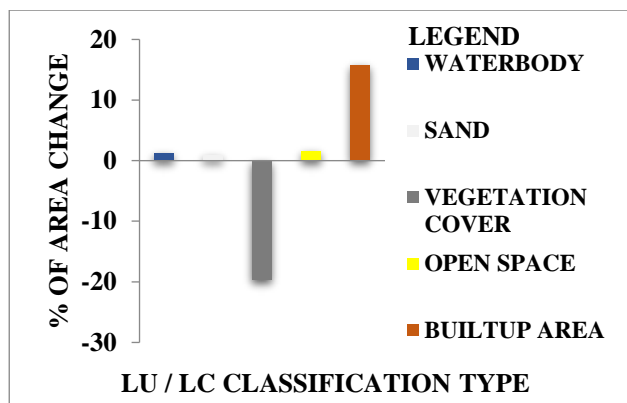 % OF AREA CHANGE
20
10
0
-10
-20
-30
LU / LC CLASSIFICATION TYPE
LEGEND
WATERBODY
SAND
VEGETATION
COVER
OPEN SPACE
BUILTUP AREA